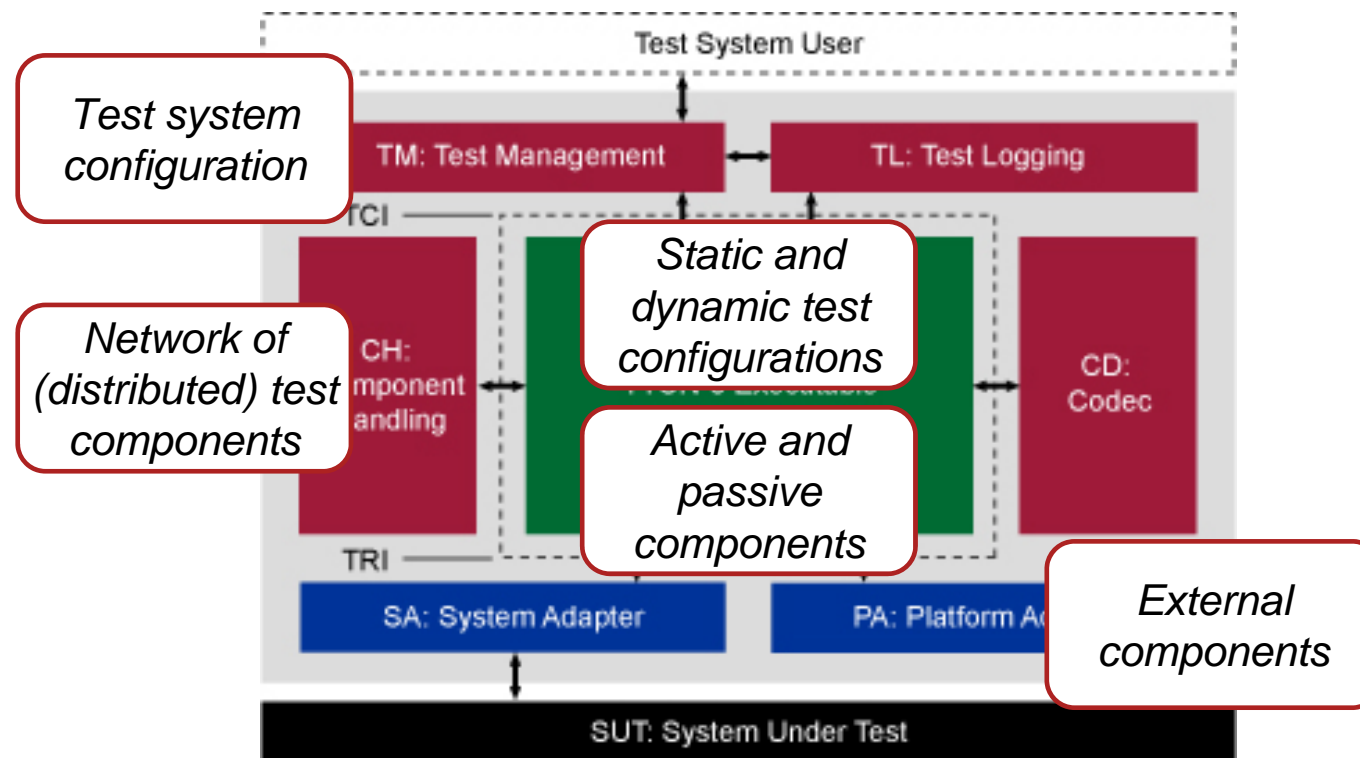 Test System User
Test system
configuration
TM: Test Management
TL: Test Logging
TCI
Static and
dynamic test
configurations
Network of
(distributed) test
components
CH:
mponent
andling
CD:
Codec
Active and
passive
components
TRI
SA: System Adapter
PA: Platform Ad
External
components
SUT: System Under Test